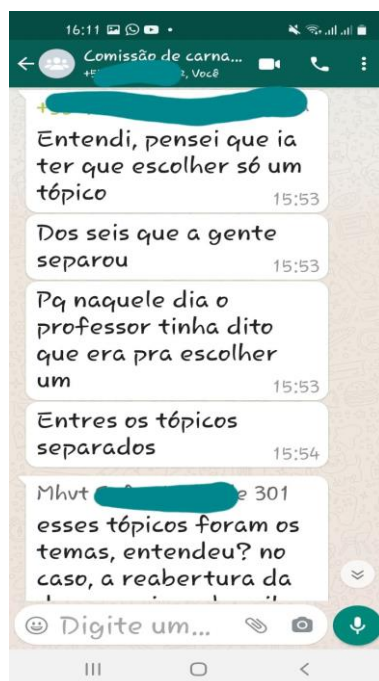 16:11
Comissão de carna...
Você
Entendi, pensei que ia
ter que escolher só um
tópico
15:53
Dos seis que a gente
separou
15:53
Pq naquele dia o
professor tinha dito
que era pra escolher
um
15:53
Entres os tópicos
separados
15:54
Mhvt 301
esses tópicos foram os
temas, entendeu? no
caso, a reabertura da
Digite um...